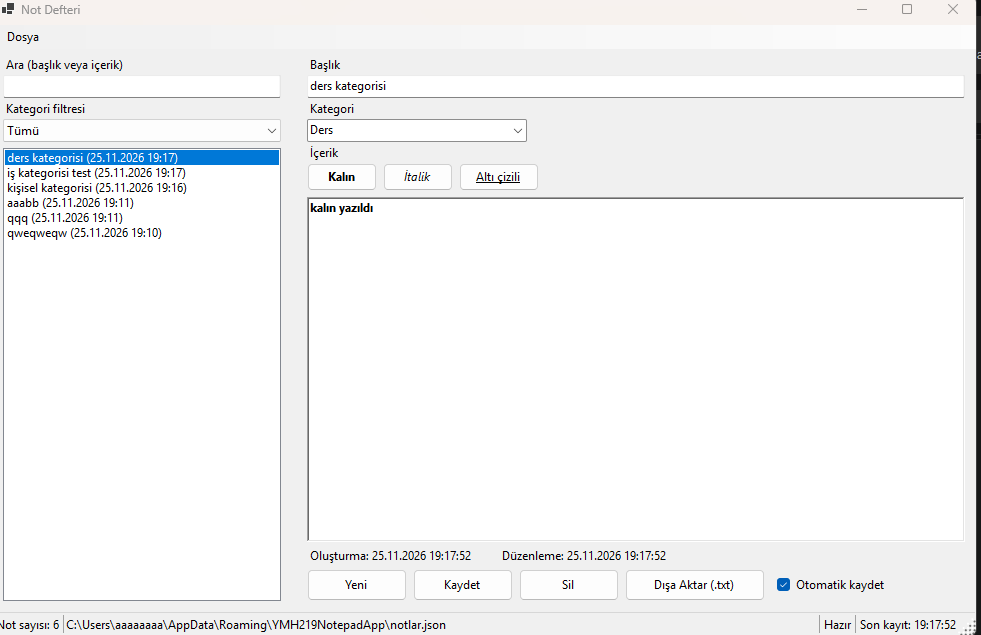 Not Defteri
Dosya
Ara (başlık veya içerik)
Kategori filtresi
Tümü
ders kategorisi (25.11.2026 19:17)
iş kategorisi test (25.11.2026 19:17)
kişisel kategorisi (25.11.2026 19:16)
aaabb (25.11.2026 19:11)
qqq (25.11.2026 19:11)
qweqweqw (25.11.2026 19:10)
Başlık
ders kategorisi
Kategori
Ders
İçerik
Kalın İtalik Altı çizili
kalın yazıldı
Oluşturma: 25.11.2026 19:17:52 Düzenleme: 25.11.2026 19:17:52
Yeni Kaydet Sil Dışa Aktar (.txt) Otomatik kaydet
Not sayısı: 6 C:\Users\aaaaaaaa\AppData\Roaming\YMH219NotepadApp\notlar.json Hazır Son kayıt: 19:17:52